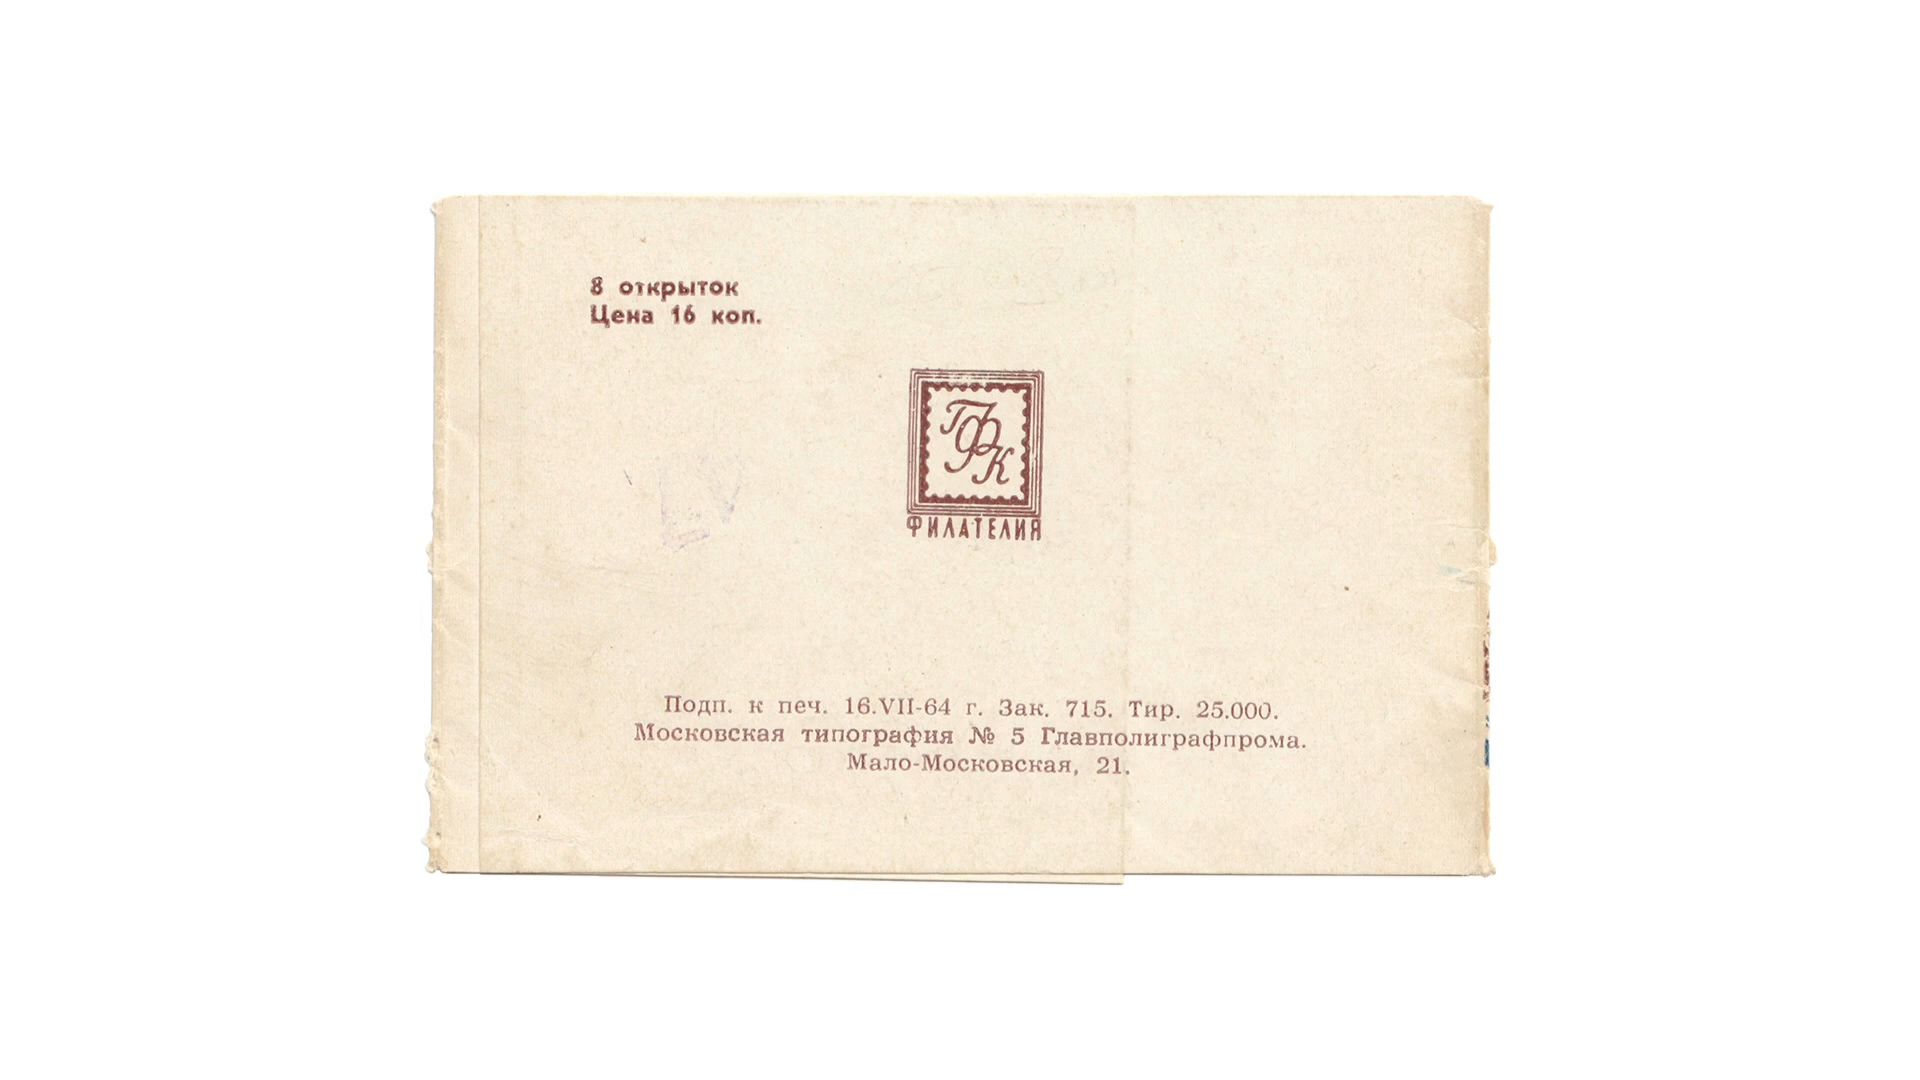 8 открыток
Цена 16 коп.
ПФК
ФИЛАТЕЛИЯ
Подп. к печ. 16.VII-64 г. Зак. 715. Тир. 25.000.
Московская типография № 5 Главполиграфпрома.
Мало-Московская, 21.